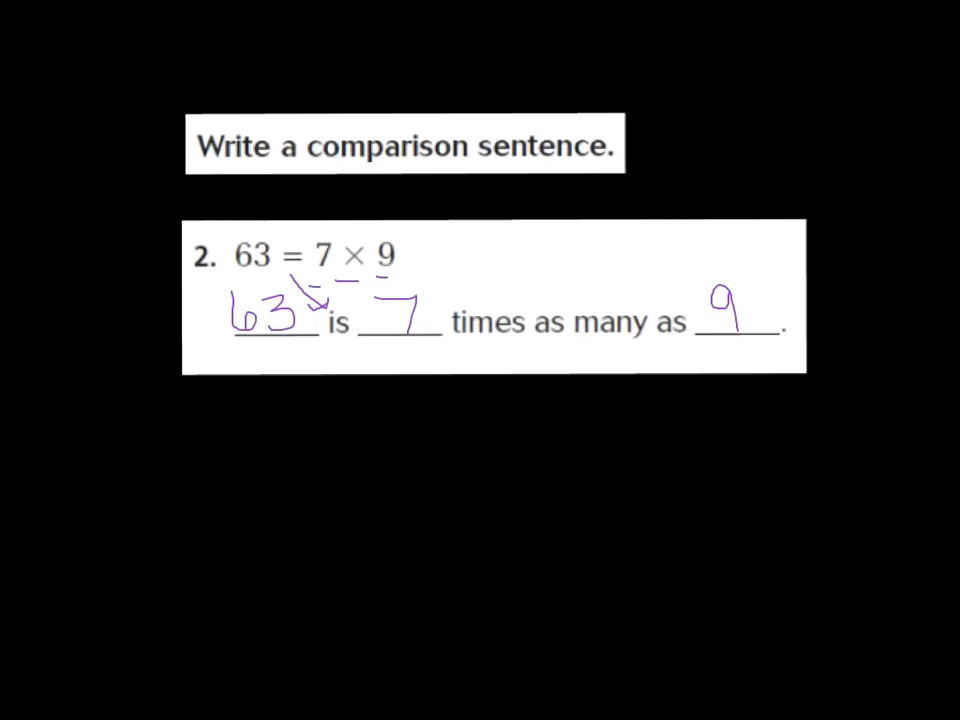 Write a comparison sentence.
2. 63 = 7 × 9
63 is 7 times as many as 9.